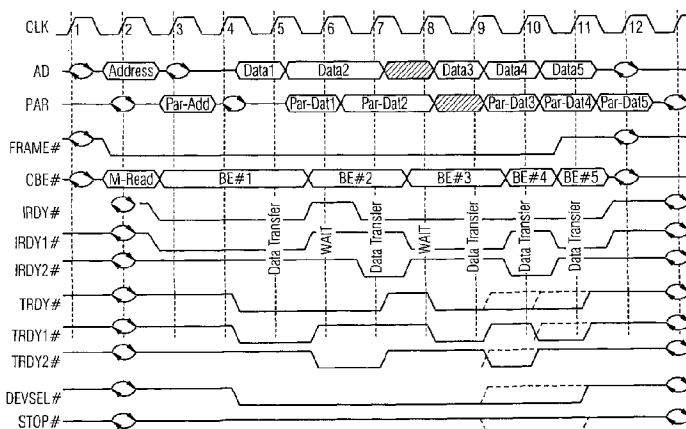 CLK 1 2 3 4 5 6 7 8 9 10 11 12
AD Address Data1 Data2 Data3 Data4 Data5
PAR Par-Add Par-Dat1 Par-Dat2 Par-Dat3 Par-Dat4 Par-Dat5
FRAME#
CBE# M-Read BE#1 BE#2 BE#3 BE#4 BE#5
IRDY#
IRDY1#
IRDY2#
Data Transfer
WAIT
Data Transfer
WAIT
Data Transfer
Data Transfer
Data Transfer
TRDY#
TRDY1#
TRDY2#
DEVSEL#
STOP#